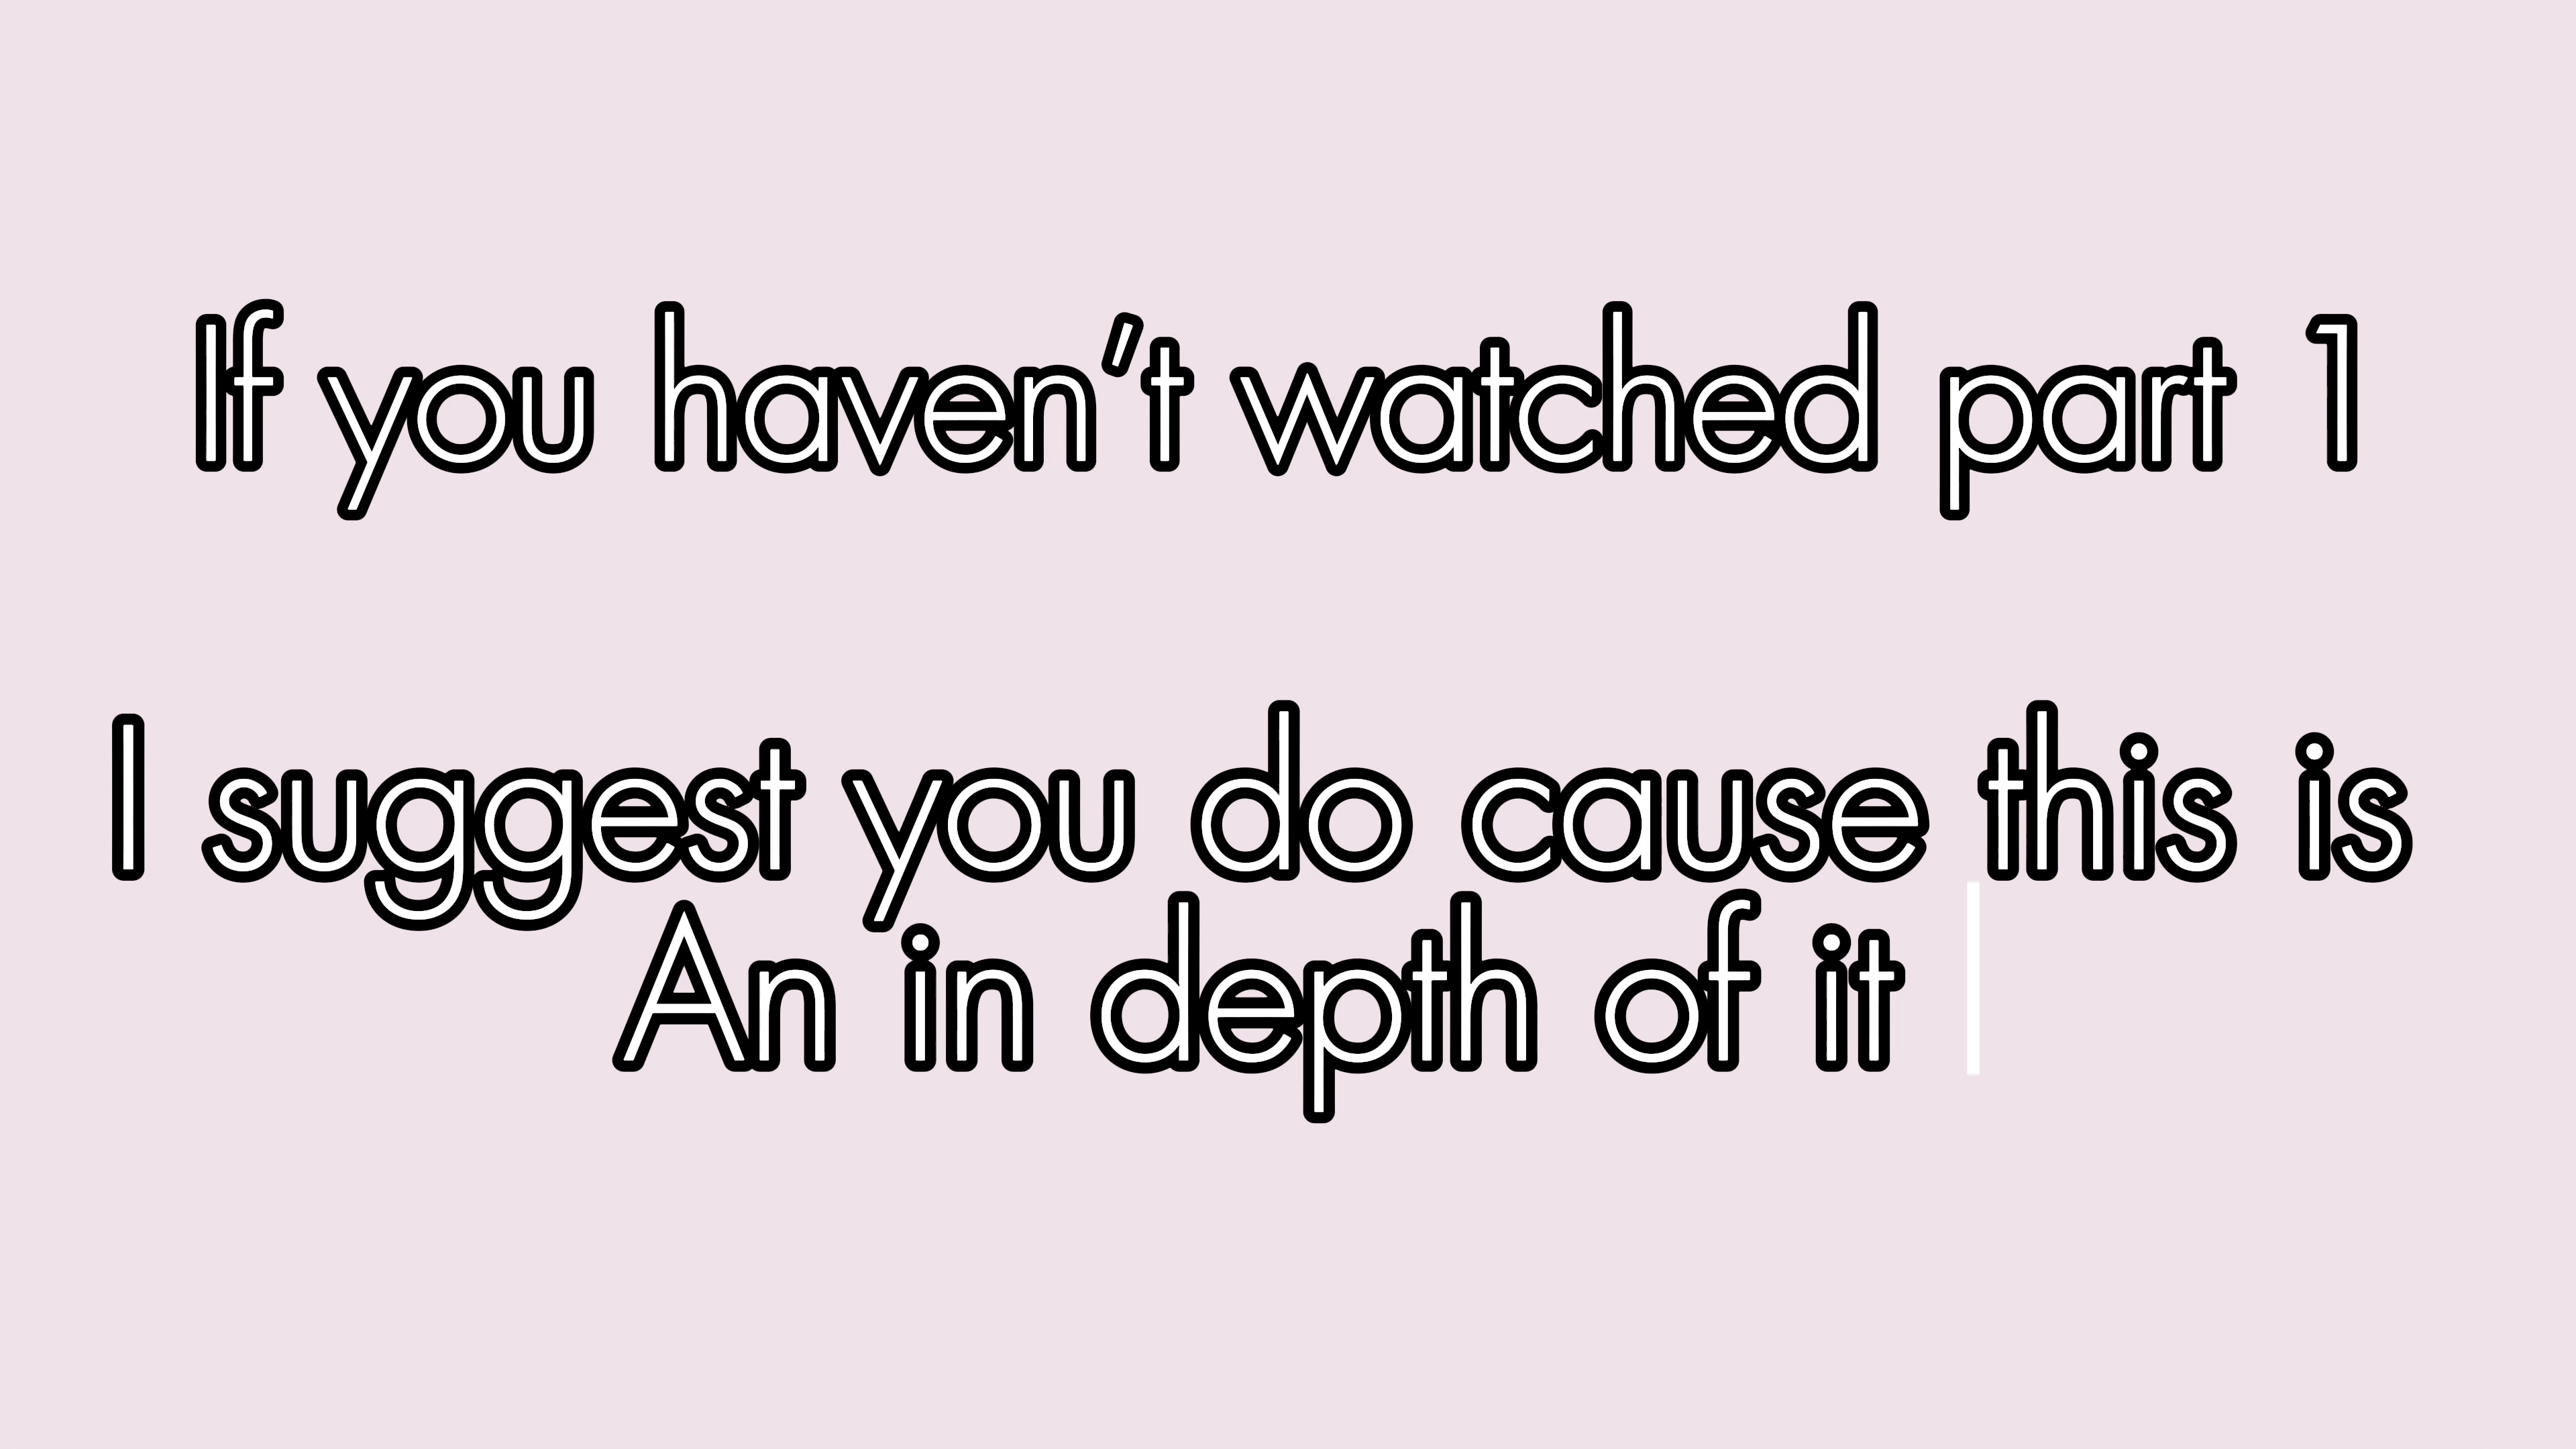 If you haven’t watched part 1
I suggest you do cause this is
An in depth of it